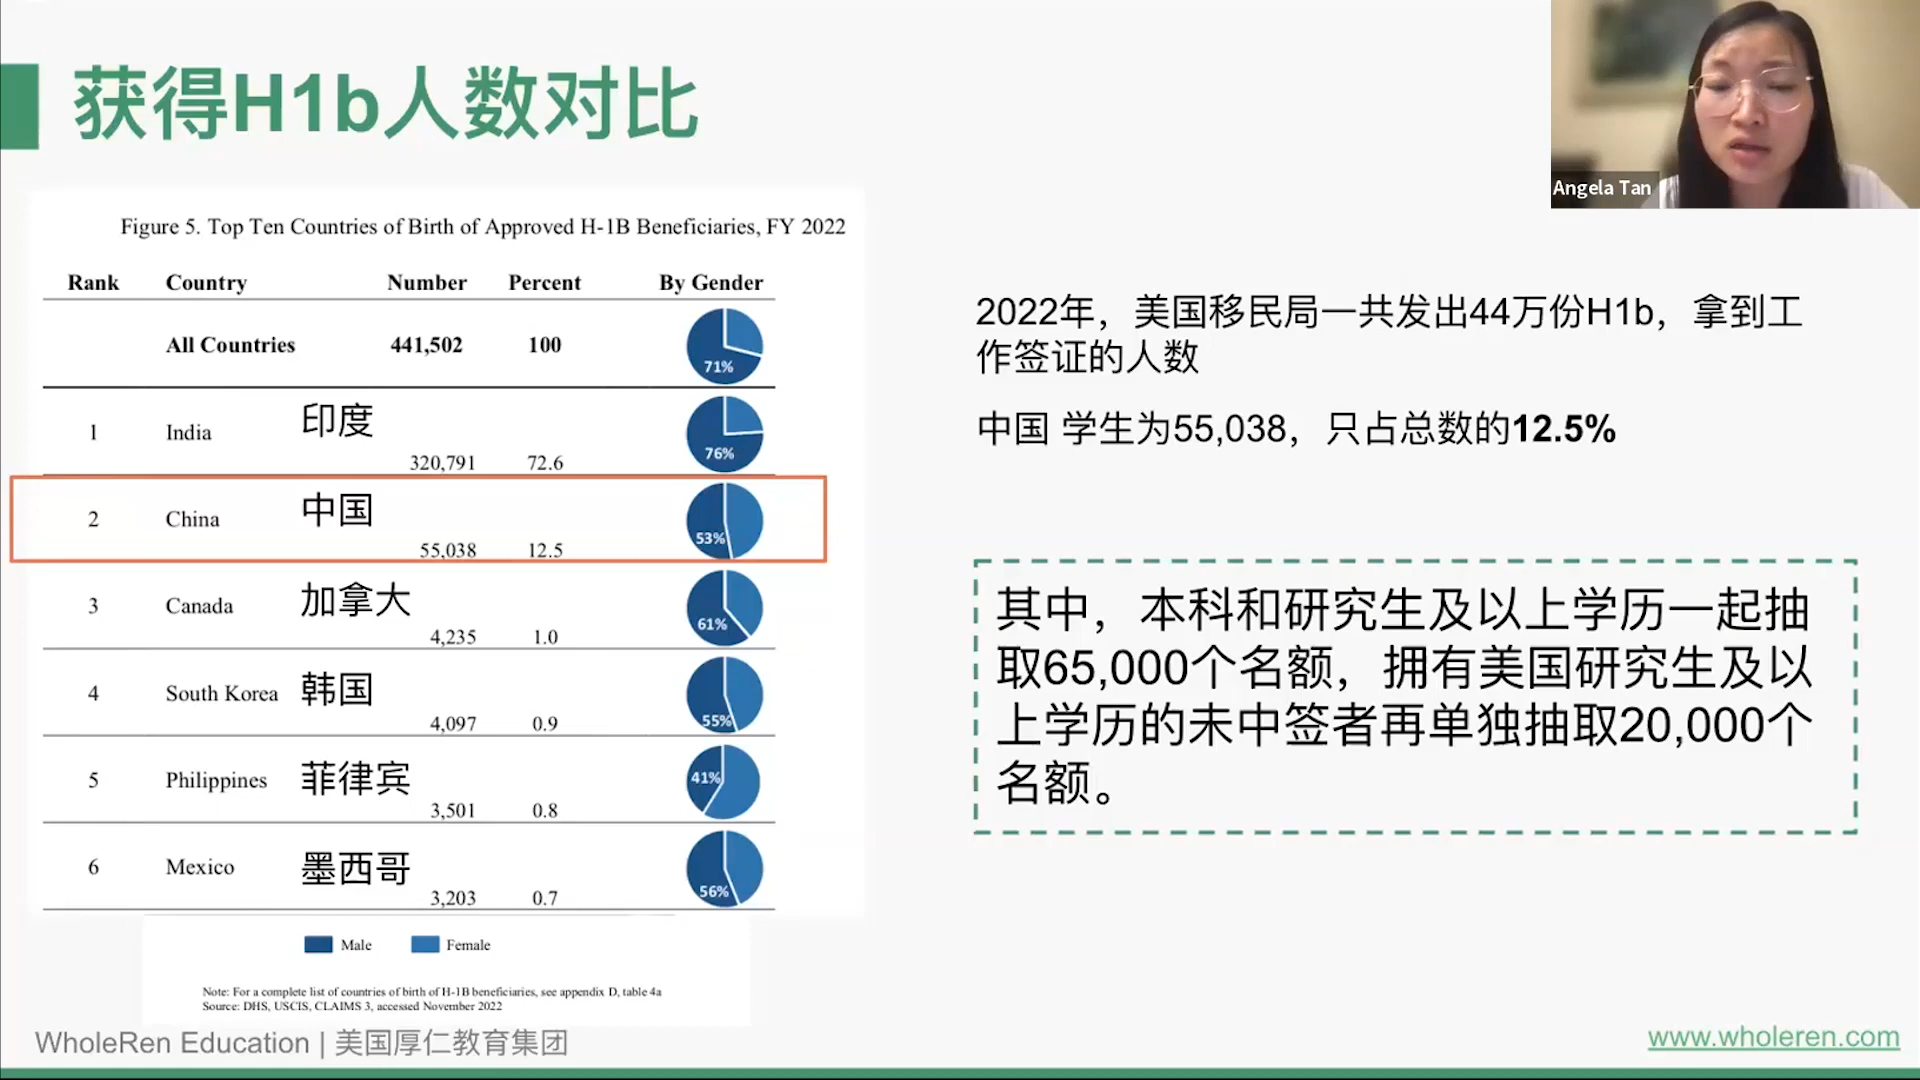 获得H1b人数对比
Angela Tan
Figure 5. Top Ten Countries of Birth of Approved H-1B Beneficiaries, FY 2022
Rank Country Number Percent By Gender
All Countries 441,502 100 71%
1 India 印度 320,791 72.6 76%
2 China 中国 55,038 12.5 53%
3 Canada 加拿大 4,235 1.0 61%
4 South Korea 韩国 4,097 0.9 55%
5 Philippines 菲律宾 3,501 0.8 41%
6 Mexico 墨西哥 3,203 0.7 56%
Male Female
Note: For a complete list of countries of birth of H-1B beneficiaries, see appendix D, table 4a
Source: DHS, USCIS, CLAIMS 3, accessed November 2022
2022年，美国移民局一共发出44万份H1b，拿到工
作签证的人数
中国 学生为55,038，只占总数的12.5%
其中，本科和研究生及以上学历一起抽
取65,000个名额，拥有美国研究生及以
上学历的未中签者再单独抽取20,000个
名额。
WholeRen Education | 美国厚仁教育集团
www.wholeren.com